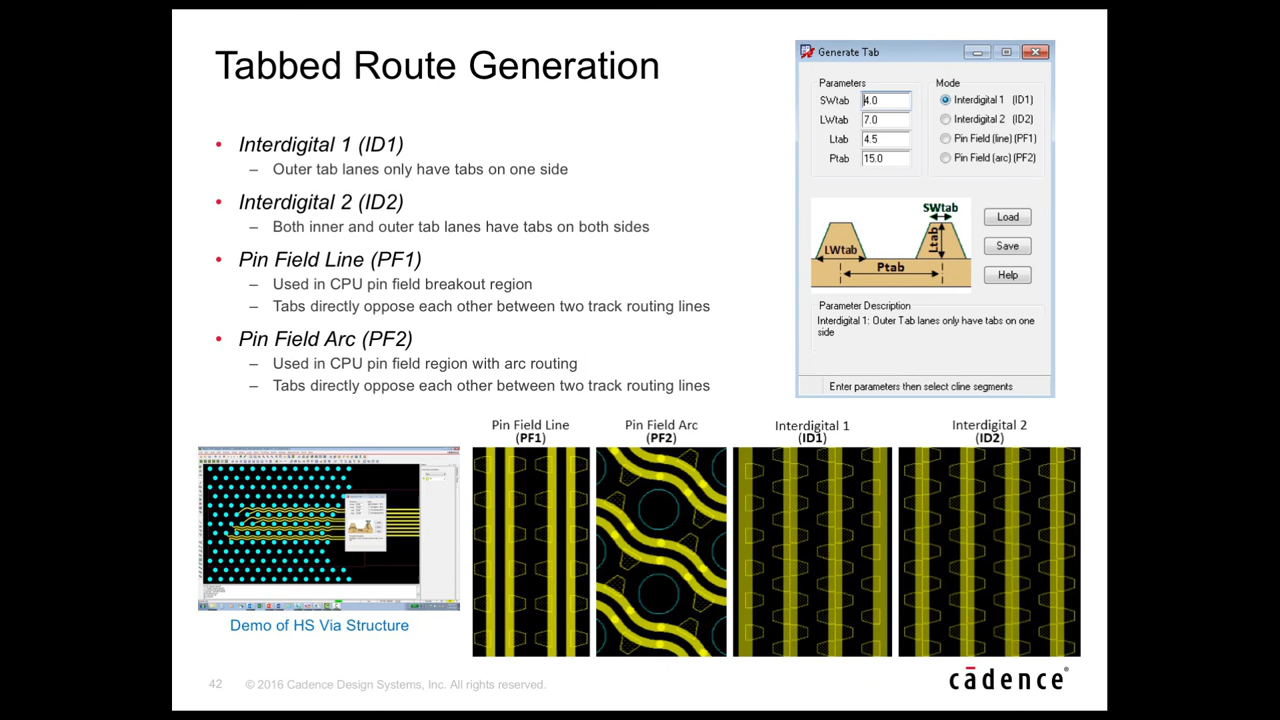 Tabbed Route Generation
• Interdigital 1 (ID1)
– Outer tab lanes only have tabs on one side
• Interdigital 2 (ID2)
– Both inner and outer tab lanes have tabs on both sides
• Pin Field Line (PF1)
– Used in CPU pin field breakout region
– Tabs directly oppose each other between two track routing lines
• Pin Field Arc (PF2)
– Used in CPU pin field region with arc routing
– Tabs directly oppose each other between two track routing lines
Generate Tab
Parameters
SWtab 4.0
LWtab 7.0
Ltab 4.5
Ptab 15.0
Mode
Interdigital 1 (ID1)
Interdigital 2 (ID2)
Pin Field (line) (PF1)
Pin Field (arc) (PF2)
SWtab
Ltab
LWtab
Ptab
Load
Save
Help
Parameter Description
Interdigital 1: Outer Tab lanes only have tabs on one
side
Enter parameters then select cline segments
Pin Field Line
(PF1)
Pin Field Arc
(PF2)
Interdigital 1
(ID1)
Interdigital 2
(ID2)
Demo of HS Via Structure
42 © 2016 Cadence Design Systems, Inc. All rights reserved.
cādence®